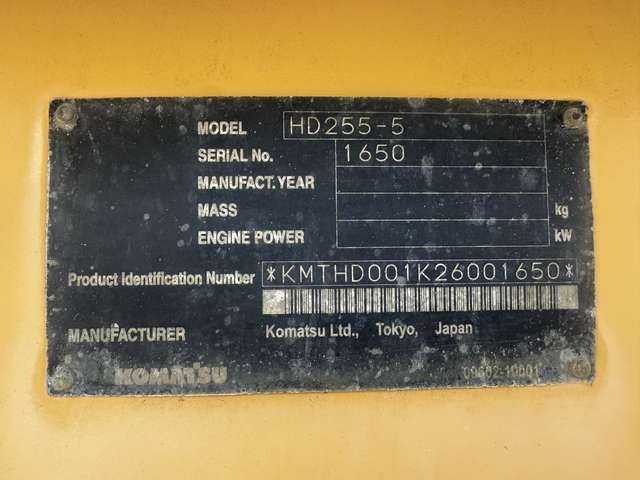 MODEL HD255-5
SERIAL No. 1650
MANUFACT. YEAR
MASS kg
ENGINE POWER kW
Product Identification Number *KMTHD001K26001650*
MANUFACTURER Komatsu Ltd., Tokyo, Japan
KOMATSU